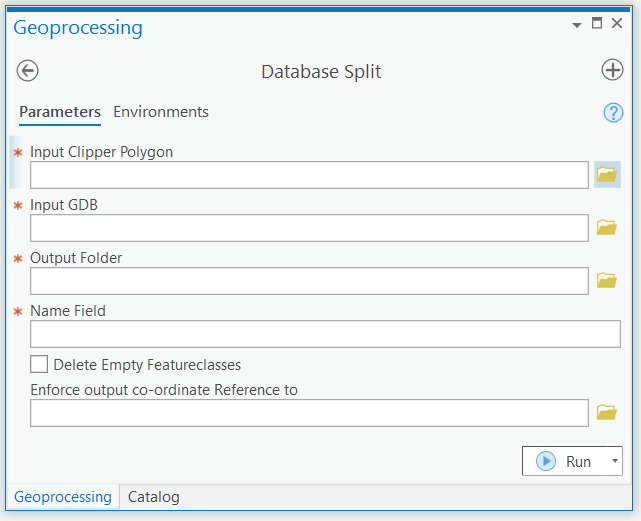 Geoprocessing
Database Split
Parameters Environments
?
* Input Clipper Polygon
* Input GDB
* Output Folder
* Name Field
Delete Empty Featureclasses
Enforce output co-ordinate Reference to
Run
Geoprocessing Catalog